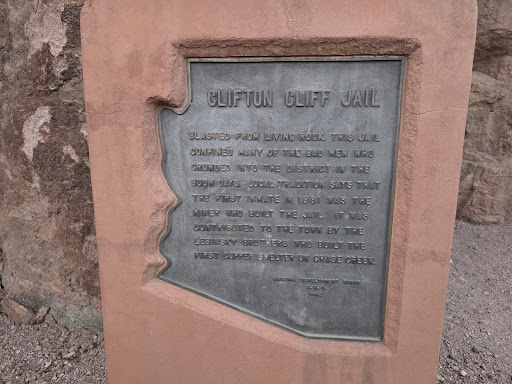 CLIFTON CLIFF JAIL
BLASTED FROM LIVING ROCK, THIS JAIL
CONFINED MANY OF THE BAD MEN WHO
CROWDED INTO THE DISTRICT IN THE
BOOM DAYS. LOCAL TRADITION SAYS THAT
THE FIRST INMATE IN 1881 WAS THE
MINER WHO BUILT THE JAIL. IT WAS
CONTRIBUTED TO THE TOWN BY THE
LESINSKY BROTHERS WHO BUILT THE
FIRST COPPER SMELTER ON CHASE CREEK.
DEVELOPMENT BOARD